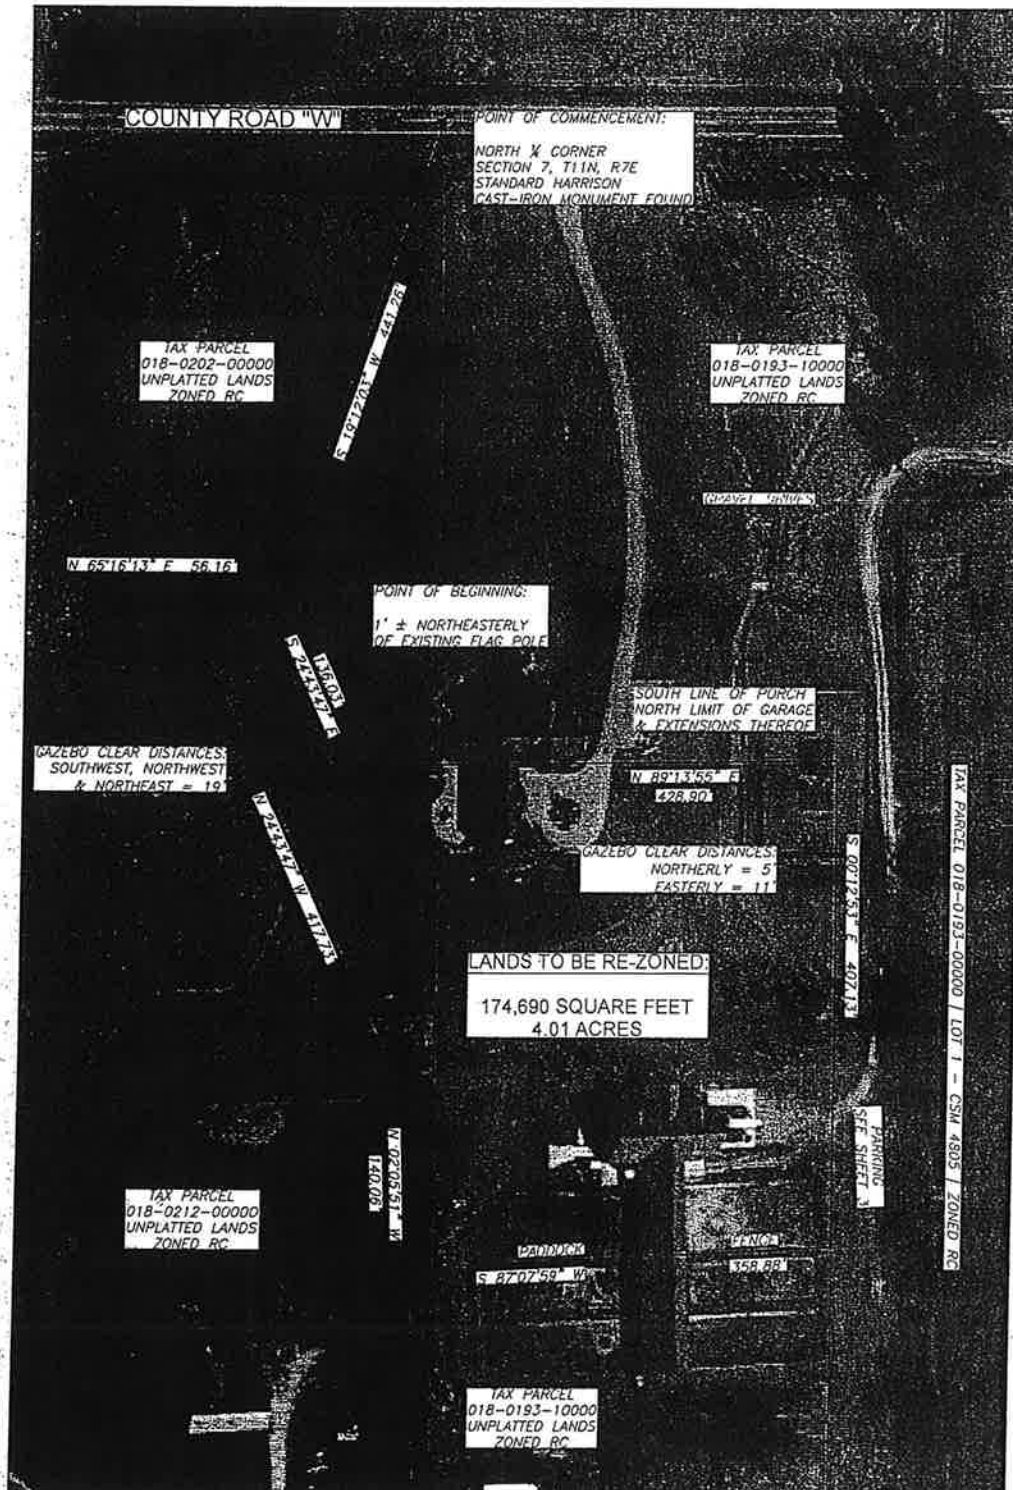 COUNTY ROAD "W"
POINT OF COMMENCEMENT:
NORTH ¼ CORNER
SECTION 7, T11N, R7E
STANDARD HARRISON
CAST-IRON MONUMENT FOUND
S 19°12'03" W 441.26'
TAX PARCEL
018-0202-00000
UNPLATTED LANDS
ZONED RC
TAX PARCEL
018-0193-10000
UNPLATTED LANDS
ZONED RC
GRAVEL DRIVES
N 65°16'13" E 56.16'
POINT OF BEGINNING:
1' ± NORTHEASTERLY
OF EXISTING FLAG POLE
136.03'
S 24°43'47" E
SOUTH LINE OF PORCH
NORTH LIMIT OF GARAGE
& EXTENSIONS THEREOF
GAZEBO CLEAR DISTANCES:
SOUTHWEST, NORTHWEST
& NORTHEAST = 19'
N 89°13'55" E
428.90'
N 24°43'47" W 417.73'
GAZEBO CLEAR DISTANCES:
NORTHERLY = 5'
EASTERLY = 11'
S 00°12'53" E 407.13'
TAX PARCEL 018-0193-00000 / LOT 1 - CSM 4805 / ZONED RC
LANDS TO BE RE-ZONED:
174,690 SQUARE FEET
4.01 ACRES
PARKING
SEE SHEET 3
N 02°05'51" W
140.06'
TAX PARCEL
018-0212-00000
UNPLATTED LANDS
ZONED RC
PADDOCK FENCE
S 87°07'59" W 358.88'
TAX PARCEL
018-0193-10000
UNPLATTED LANDS
ZONED RC